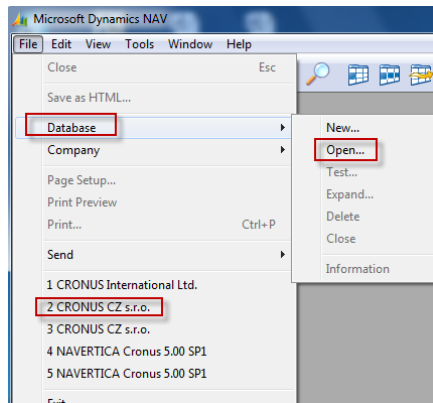 Microsoft Dynamics NAV
File Edit View Tools Window Help
Close Esc
Save as HTML...
Database
Company
Page Setup...
Print Preview
Print... Ctrl+P
Send
1 CRONUS International Ltd.
2 CRONUS CZ s.r.o.
3 CRONUS CZ s.r.o.
4 NAVERTICA Cronus 5.00 SP1
5 NAVERTICA Cronus 5.00 SP1
Exit
New...
Open...
Test...
Expand...
Delete
Close
Information